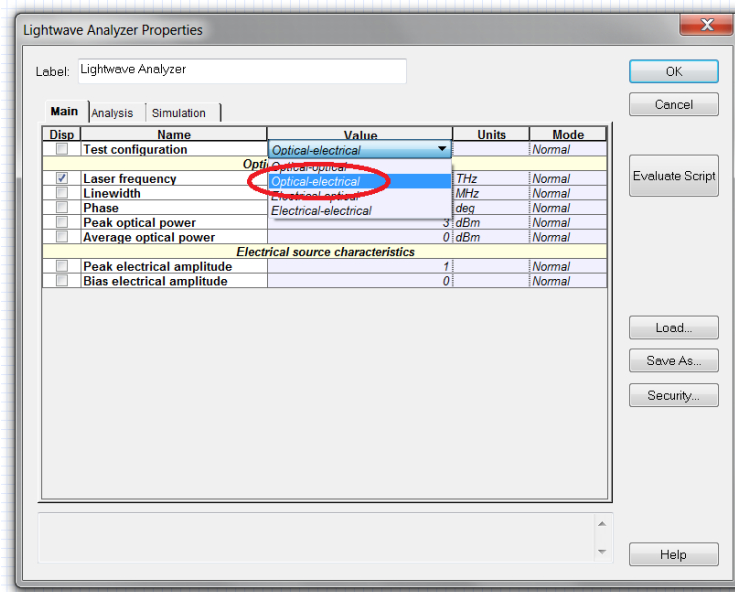 Lightwave Analyzer Properties
Label: Lightwave Analyzer
OK
Cancel
Evaluate Script
Main Analysis Simulation
Disp Name Value Units Mode
Test configuration Optical-electrical Normal
Optical-optical
Optical-electrical
Electrical-optical
Electrical-electrical
Laser frequency THz Normal
Linewidth MHz Normal
Phase deg Normal
Peak optical power 3 dBm Normal
Average optical power 0 dBm Normal
Electrical source characteristics
Peak electrical amplitude 1 Normal
Bias electrical amplitude 0 Normal
Load...
Save As...
Security...
Help